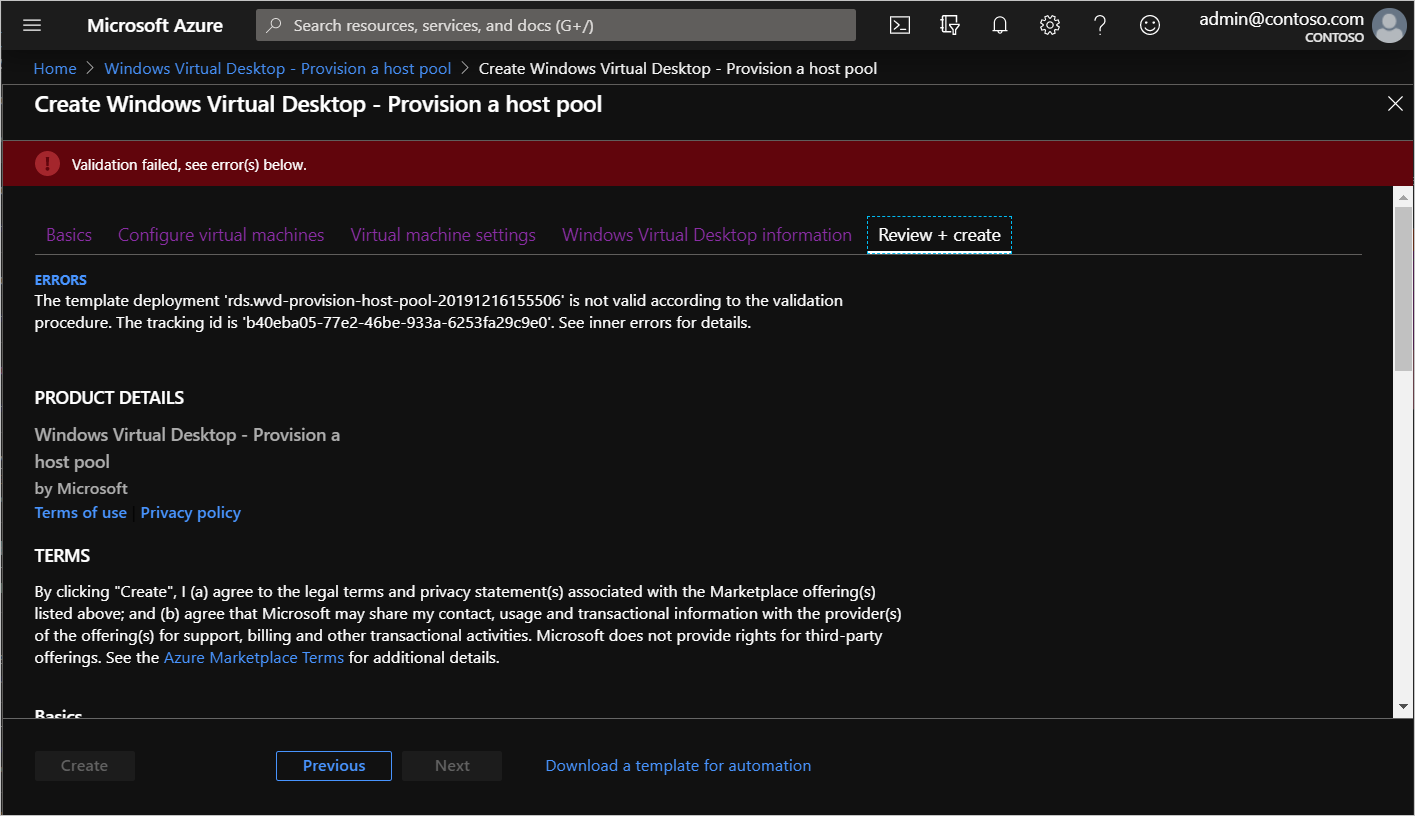 Microsoft Azure
Search resources, services, and docs (G+/)
admin@contoso.com
CONTOSO
Home > Windows Virtual Desktop - Provision a host pool > Create Windows Virtual Desktop - Provision a host pool
Create Windows Virtual Desktop - Provision a host pool
Validation failed, see error(s) below.
Basics Configure virtual machines Virtual machine settings Windows Virtual Desktop information Review + create
ERRORS
The template deployment 'rds.wvd-provision-host-pool-20191216155506' is not valid according to the validation
procedure. The tracking id is 'b40eba05-77e2-46be-933a-6253fa29c9e0'. See inner errors for details.
PRODUCT DETAILS
Windows Virtual Desktop - Provision a
host pool
by Microsoft
Terms of use | Privacy policy
TERMS
By clicking "Create", I (a) agree to the legal terms and privacy statement(s) associated with the Marketplace offering(s)
listed above; and (b) agree that Microsoft may share my contact, usage and transactional information with the provider(s)
of the offering(s) for support, billing and other transactional activities. Microsoft does not provide rights for third-party
offerings. See the Azure Marketplace Terms for additional details.
Basics
Create Previous Next Download a template for automation